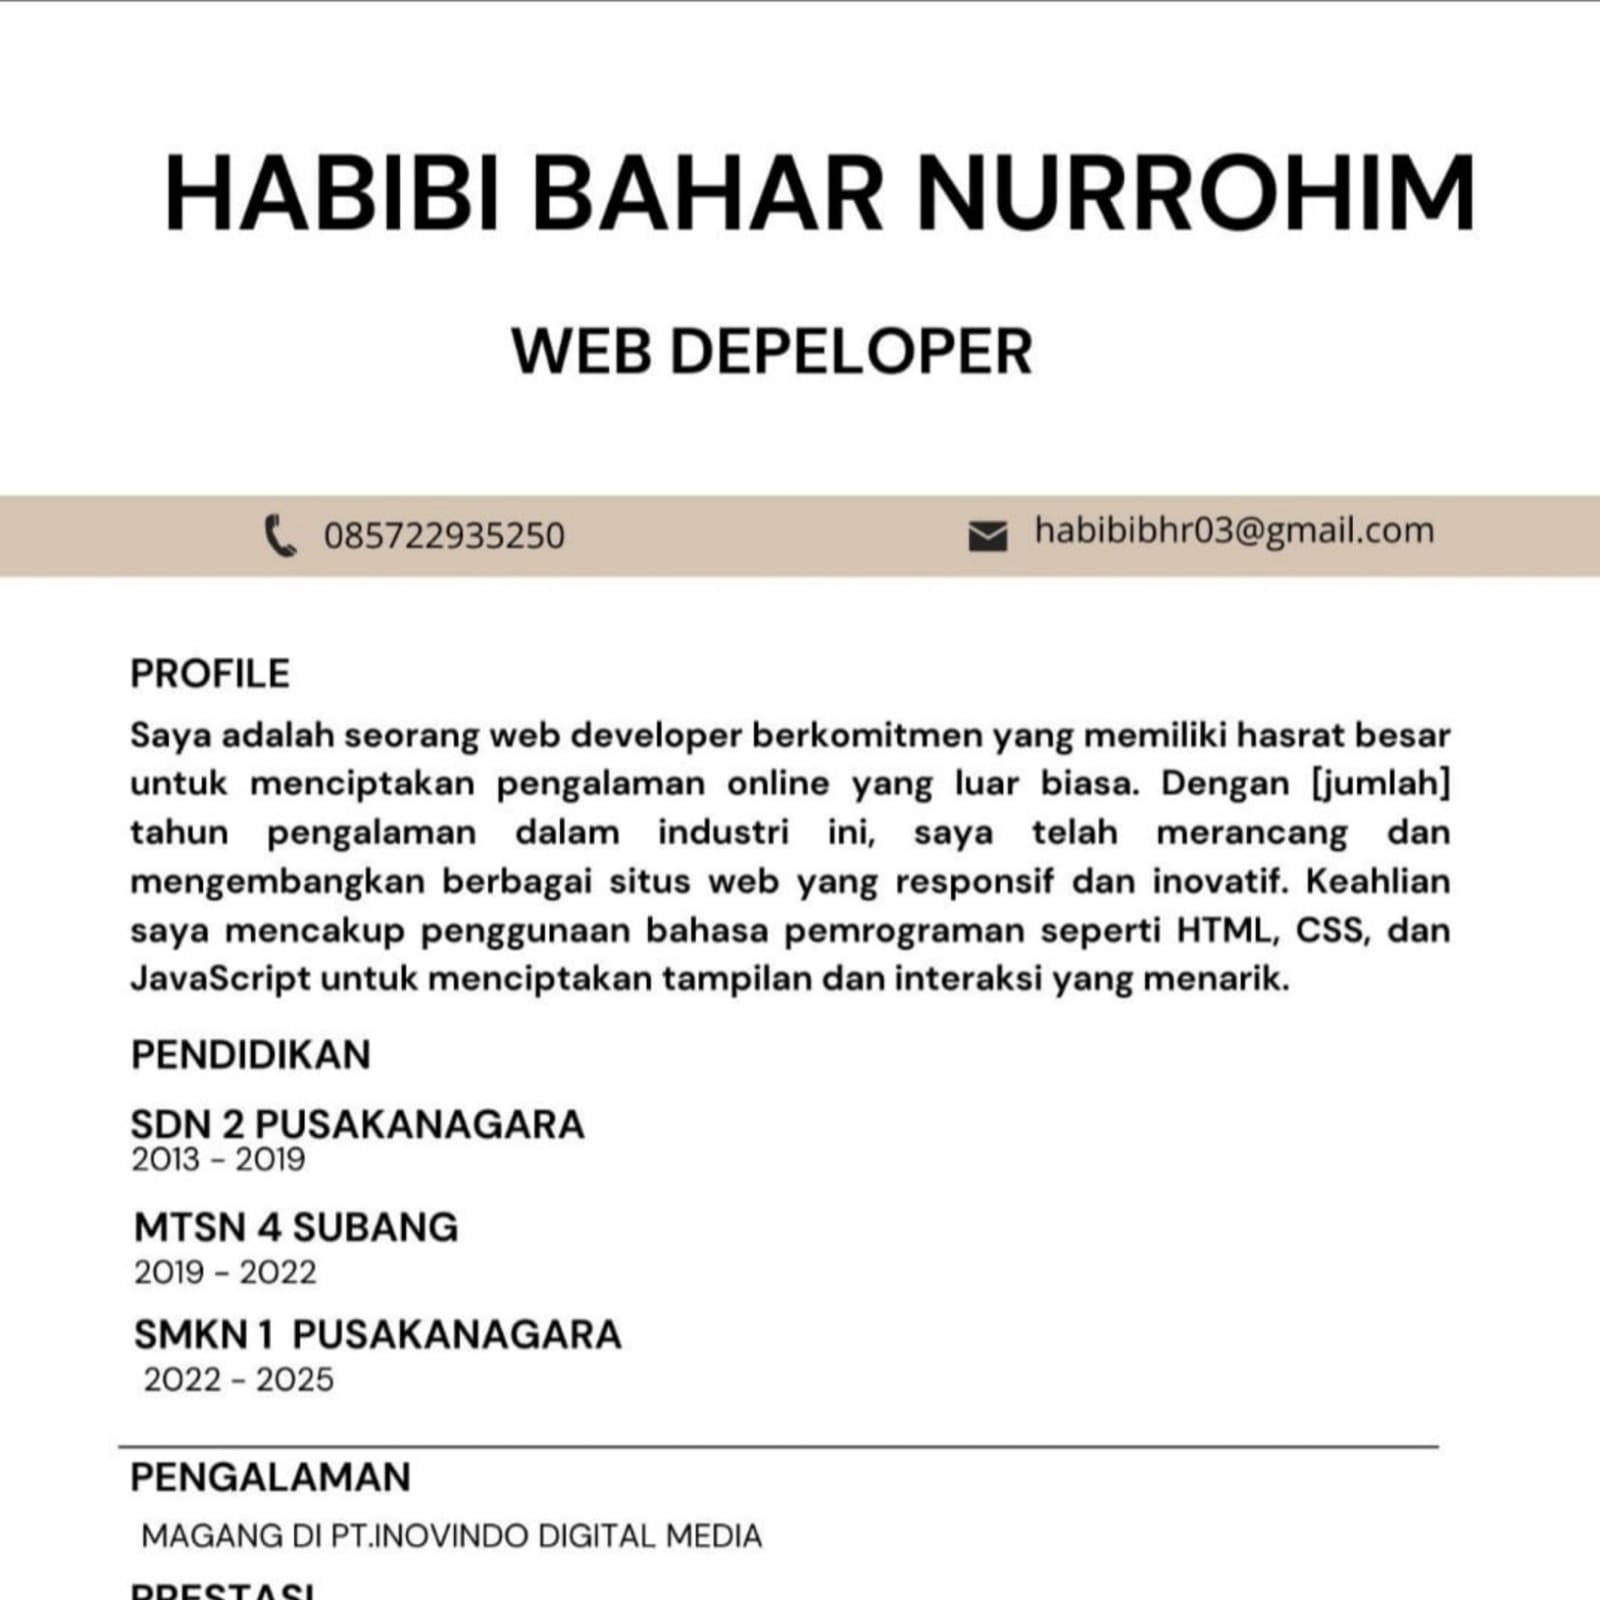 HABIBI BAHAR NURROHIM
WEB DEPELOPER
085722935250
habibibhr03@gmail.com
PROFILE
Saya adalah seorang web developer berkomitmen yang memiliki hasrat besar
untuk menciptakan pengalaman online yang luar biasa. Dengan [jumlah]
tahun pengalaman dalam industri ini, saya telah merancang dan
mengembangkan berbagai situs web yang responsif dan inovatif. Keahlian
saya mencakup penggunaan bahasa pemrograman seperti HTML, CSS, dan
JavaScript untuk menciptakan tampilan dan interaksi yang menarik.
PENDIDIKAN
SDN 2 PUSAKANAGARA
2013 - 2019
MTSN 4 SUBANG
2019 - 2022
SMKN 1 PUSAKANAGARA
2022 - 2025
PENGALAMAN
MAGANG DI PT.INOVINDO DIGITAL MEDIA
PRESTASI